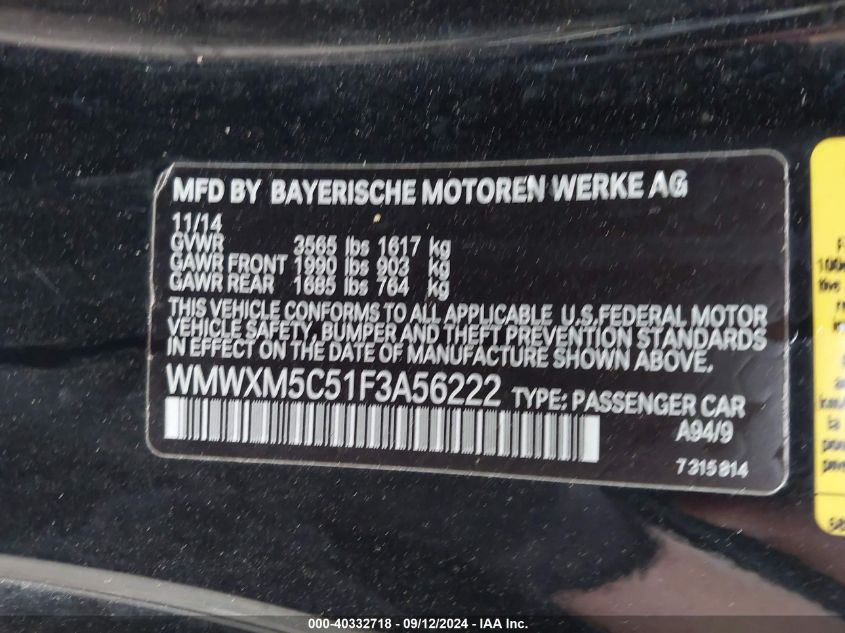 MFD BY BAYERISCHE MOTOREN WERKE AG
11/14
GVWR 3565 lbs 1617 kg
GAWR FRONT 1990 lbs 903 kg
GAWR REAR 1685 lbs 764 kg
THIS VEHICLE CONFORMS TO ALL APPLICABLE U.S.FEDERAL MOTOR
VEHICLE SAFETY, BUMPER AND THEFT PREVENTION STANDARDS
IN EFFECT ON THE DATE OF MANUFACTURE SHOWN ABOVE.
WMWXM5C51F3A56222 TYPE: PASSENGER CAR
A94/9
7315814
000-40332718 - 09/12/2024 - IAA Inc.